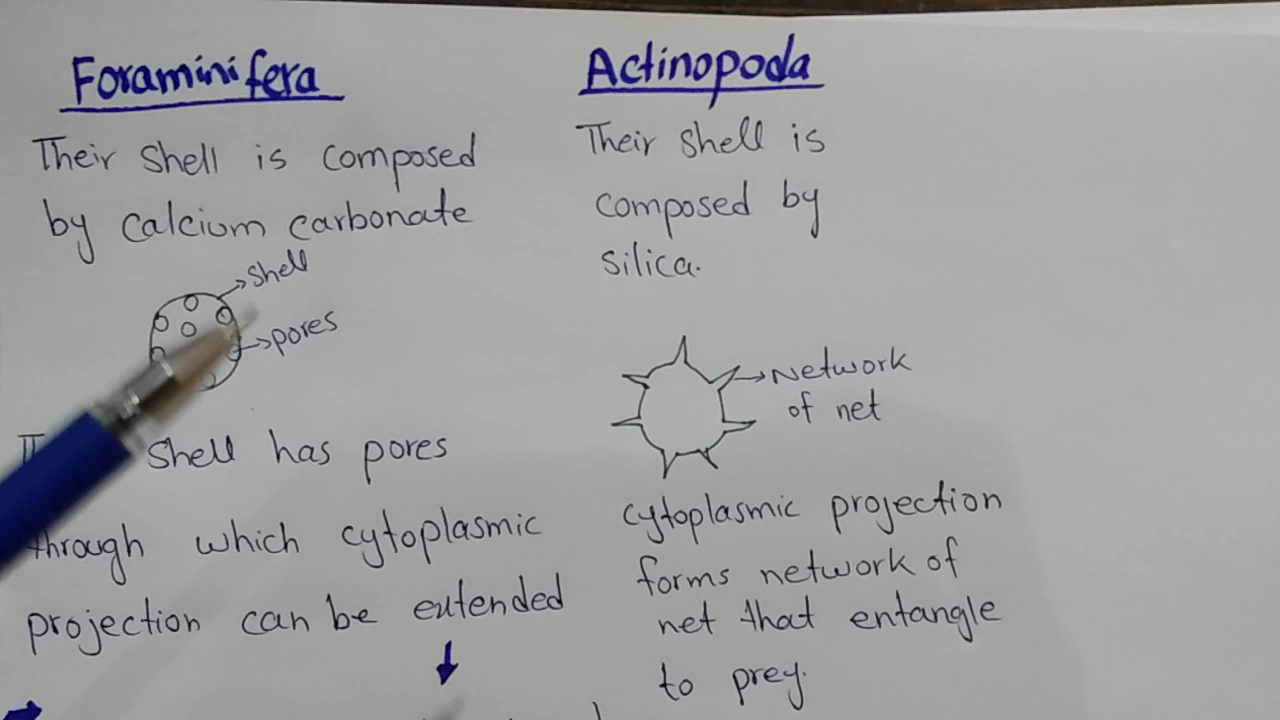 Foraminifera
Their shell is composed
by calcium carbonate
shell
pores
shell has pores
through which cytoplasmic
projection can be extended
Actinopoda
Their shell is
composed by
silica.
Network
of net
cytoplasmic projection
forms network of
net that entangle
to prey.